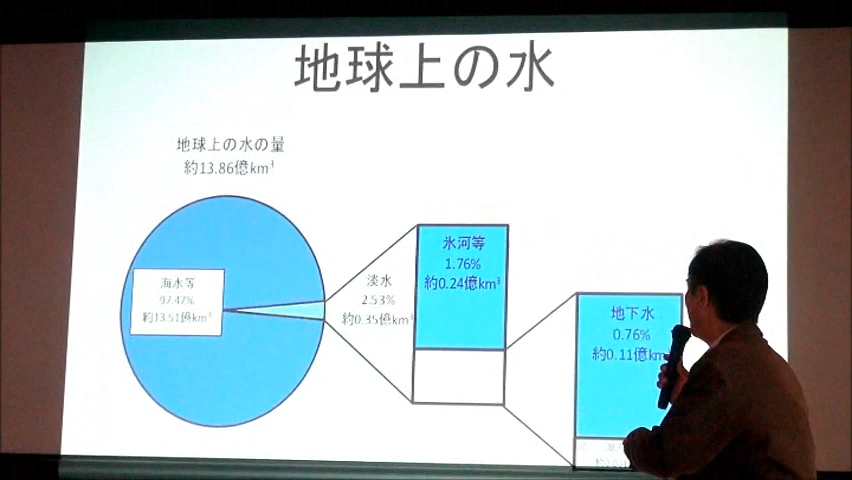 地球上の水
地球上の水の量
約13.86億km³
海水等
97.47%
約13.51億km³
淡水
2.53%
約0.35億km³
氷河等
1.76%
約0.24億km³
地下水
0.76%
約0.11億km